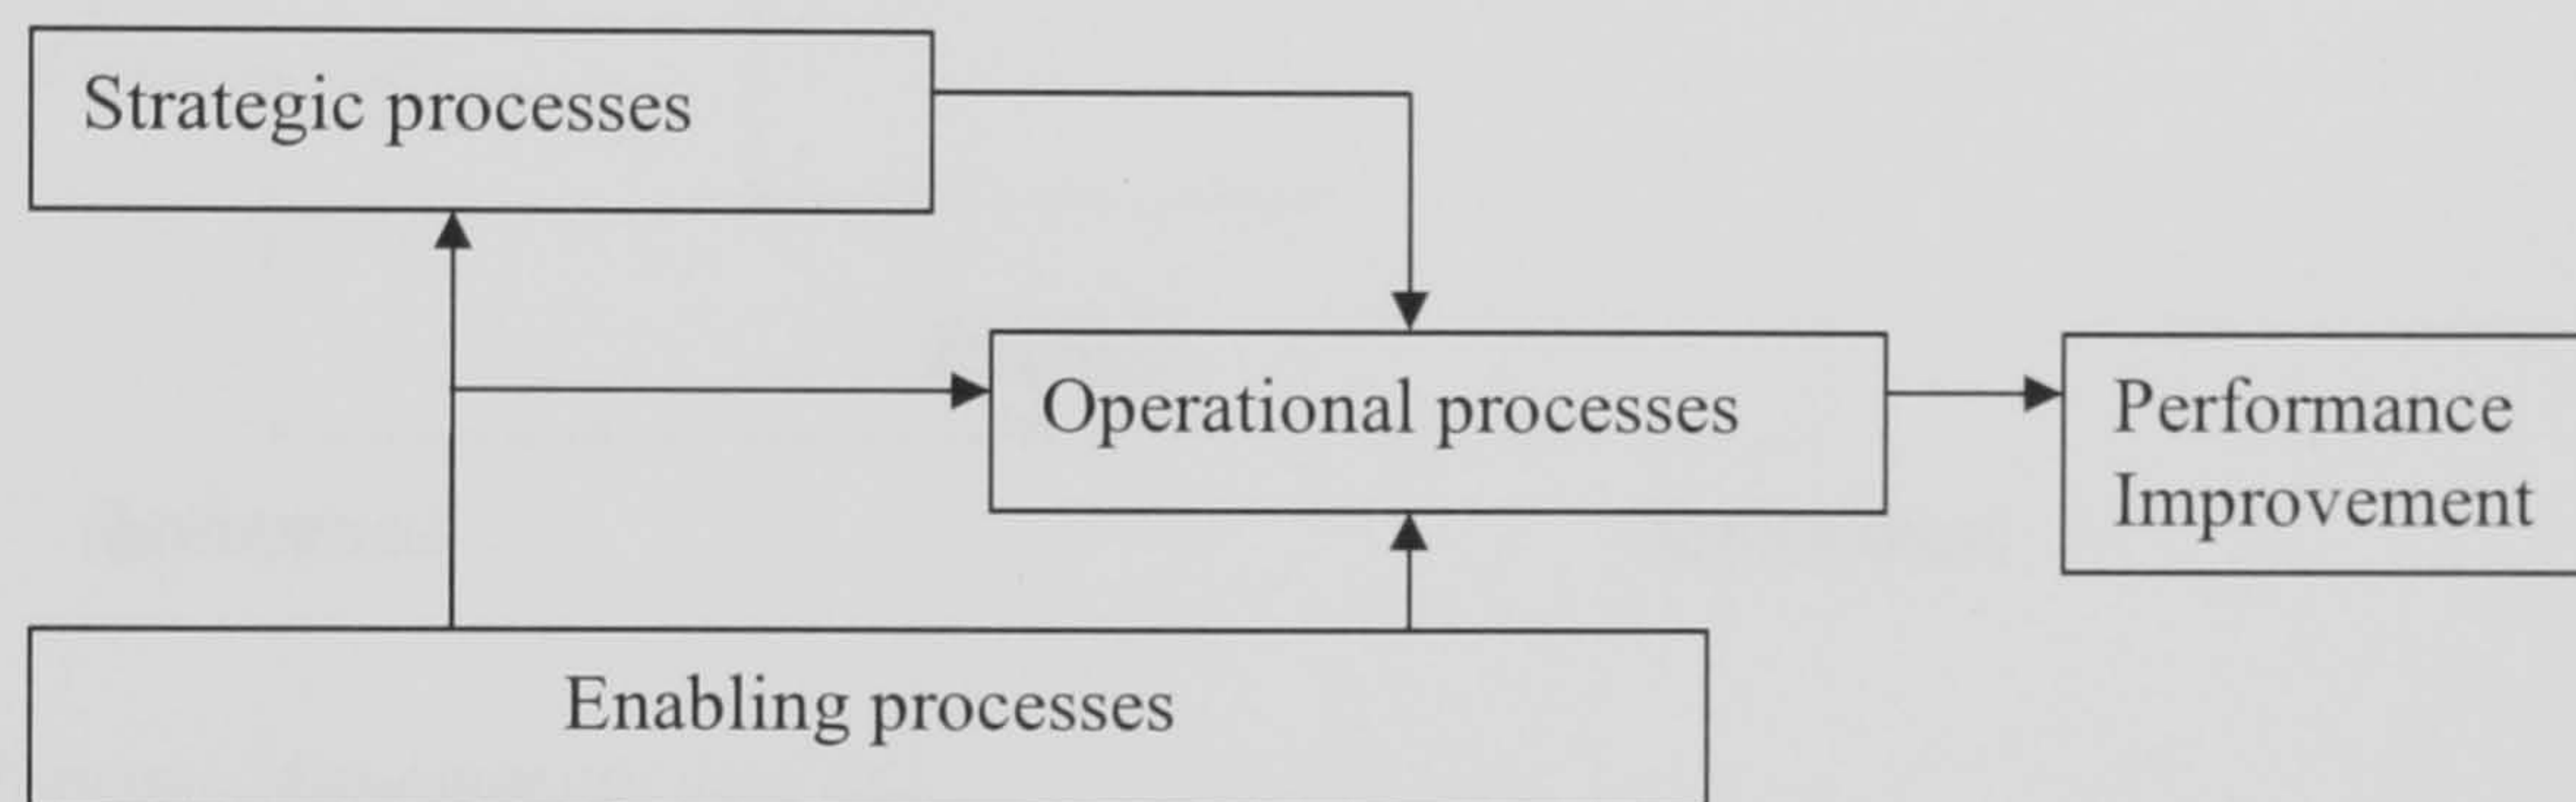 Strategic processes
Operational processes
Performance
Improvement
Enabling processes